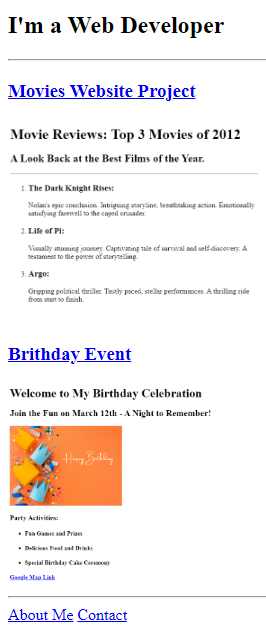 I'm a Web Developer
Movies Website Project
Movie Reviews: Top 3 Movies of 2012
A Look Back at the Best Films of the Year.
1. The Dark Knight Rises:
Nolan's epic conclusion. Intriguing storyline, breathtaking action. Emotionally
satisfying farewell to the caped crusader.
2. Life of Pi:
Visually stunning journey. Captivating tale of survival and self-discovery. A
testament to the power of storytelling.
3. Argo:
Gripping political thriller. Tautly paced, stellar performances. A thrilling ride
from start to finish.
Brithday Event
Welcome to My Birthday Celebration
Join the Fun on March 12th - A Night to Remember!
Happy Birthday
Party Activities:
• Fun Games and Prizes
• Delicious Food and Drinks
• Special Birthday Cake Ceremony
Google Map Link
About Me Contact